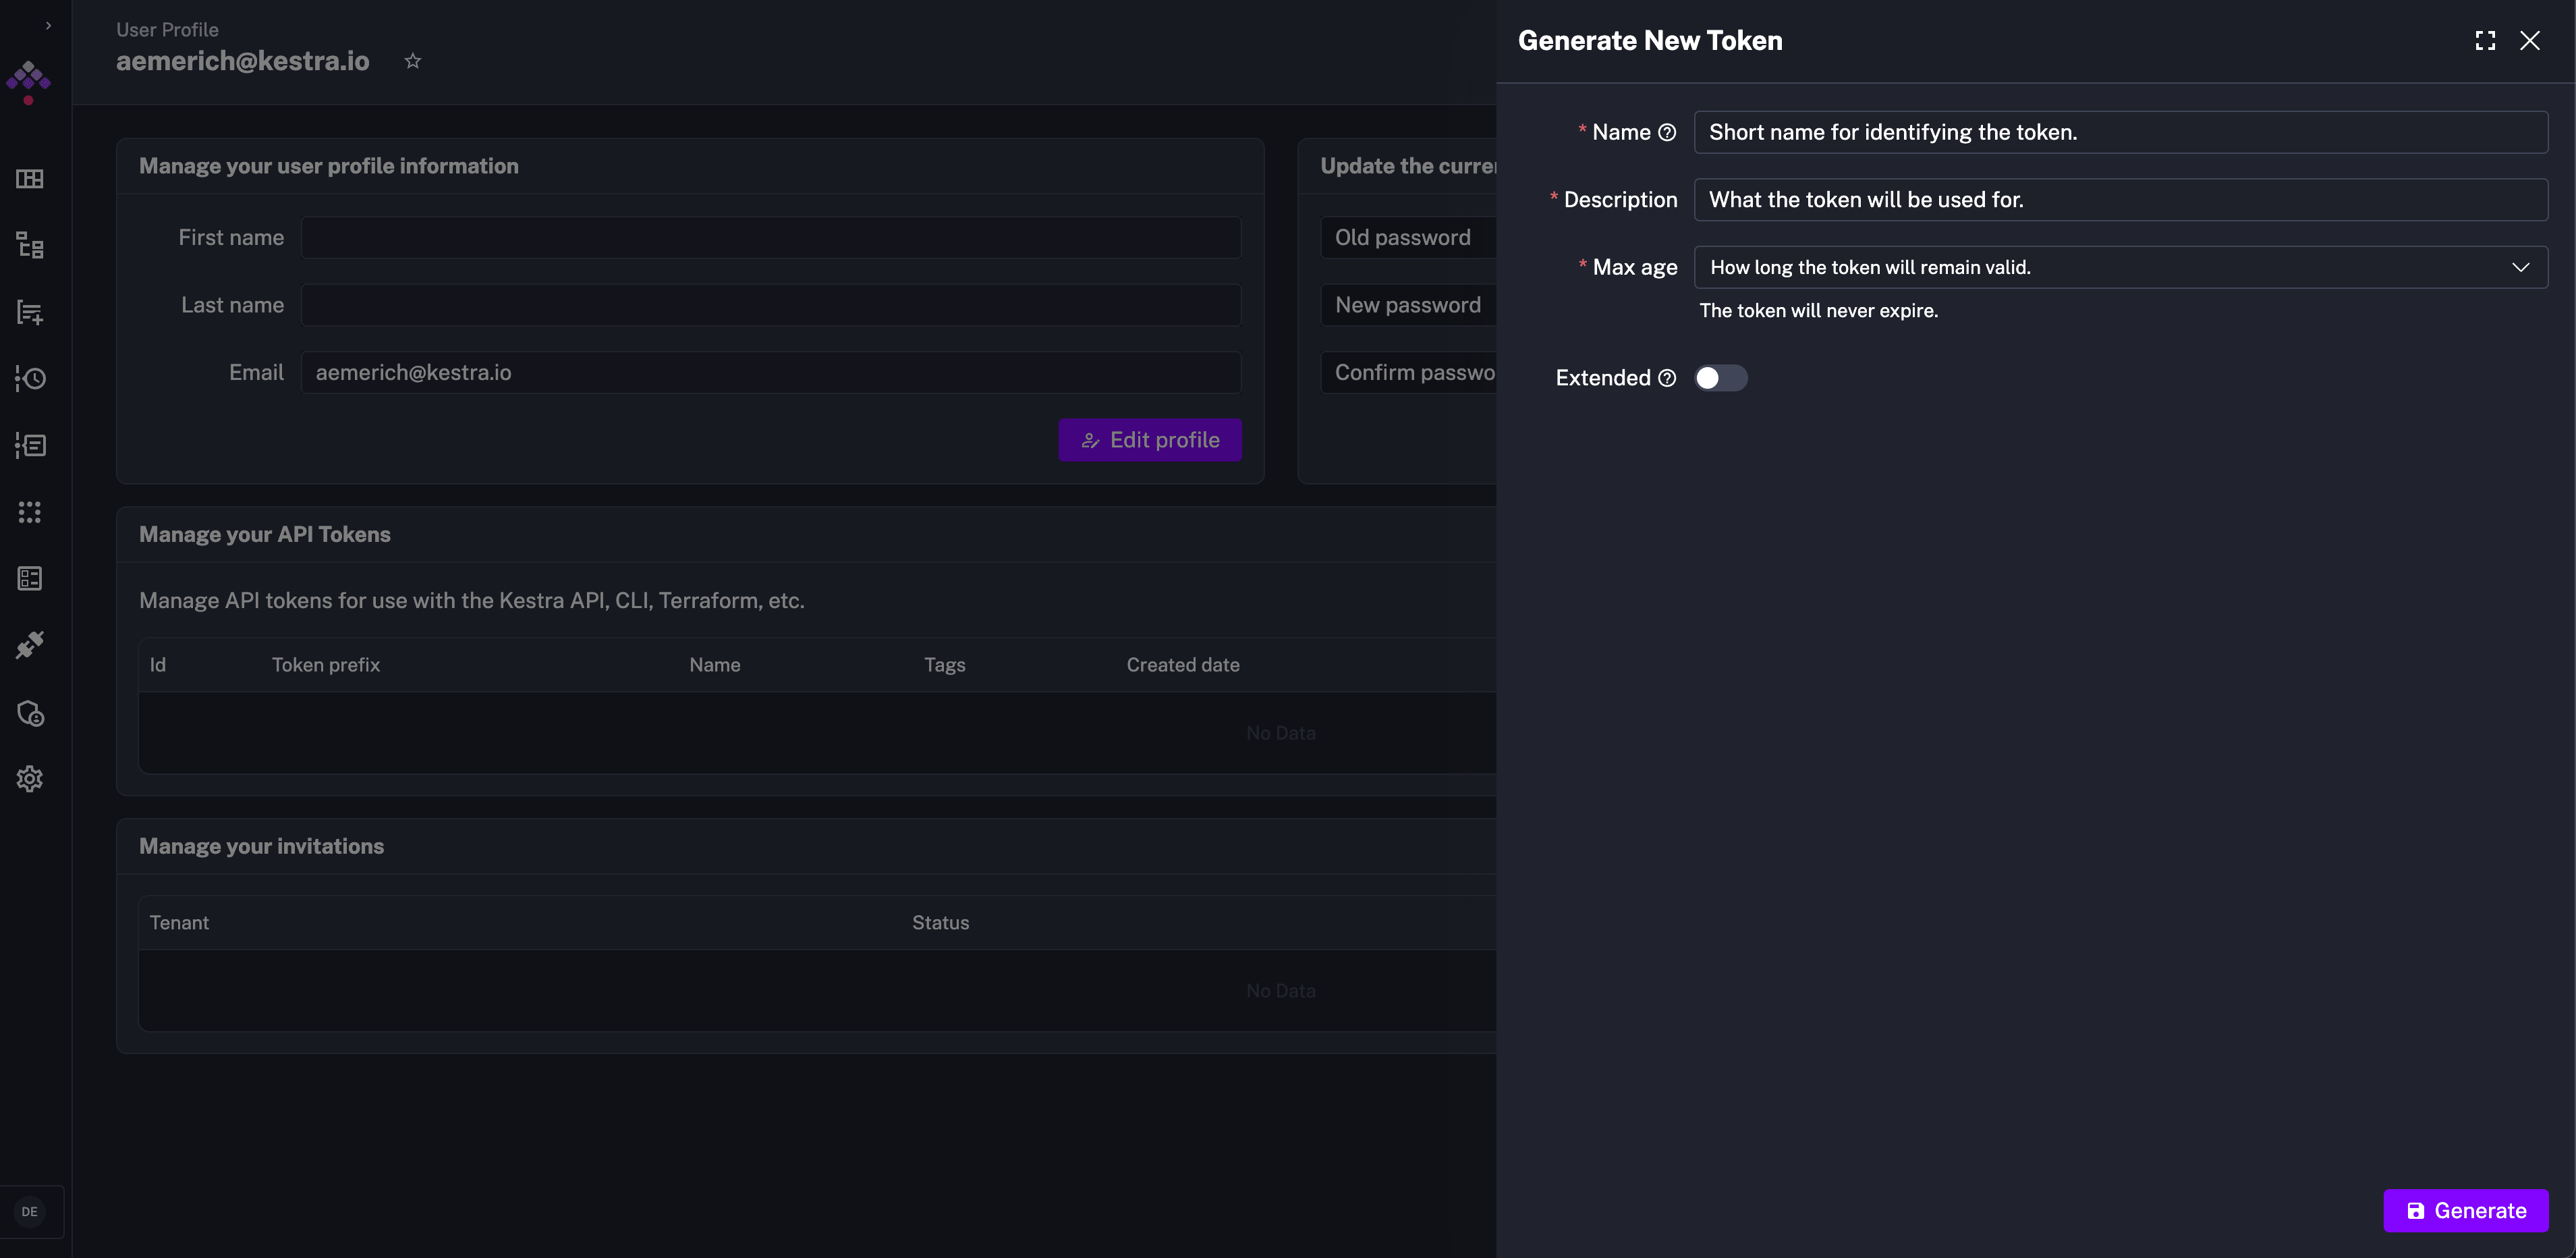 User Profile
aemerich@kestra.io
Manage your user profile information
First name
Last name
Email aemerich@kestra.io
Edit profile
Update the curre
Old password
New password
Confirm passwo
Manage your API Tokens
Manage API tokens for use with the Kestra API, CLI, Terraform, etc.
Id Token prefix Name Tags Created date
No Data
Manage your invitations
Tenant Status
No Data
DE
Generate New Token
* Name Short name for identifying the token.
* Description What the token will be used for.
* Max age How long the token will remain valid.
The token will never expire.
Extended
Generate